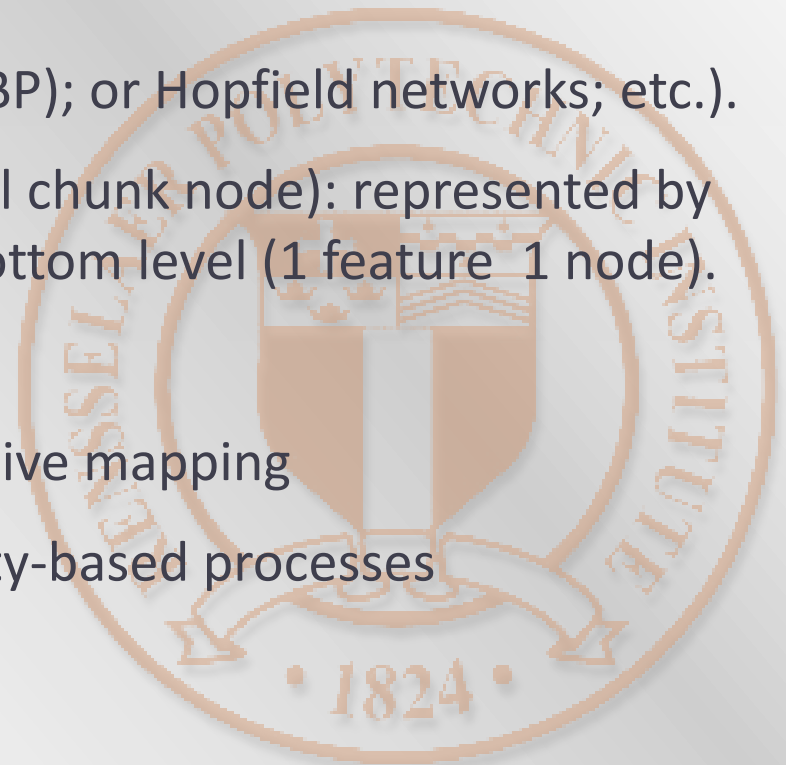 BP); or Hopfield networks; etc.).
l chunk node): represented by
ottom level (1 feature 1 node).
ive mapping
ty-based processes
RENSSELAER POLYTECHNIC INSTITUTE
• 1824 •